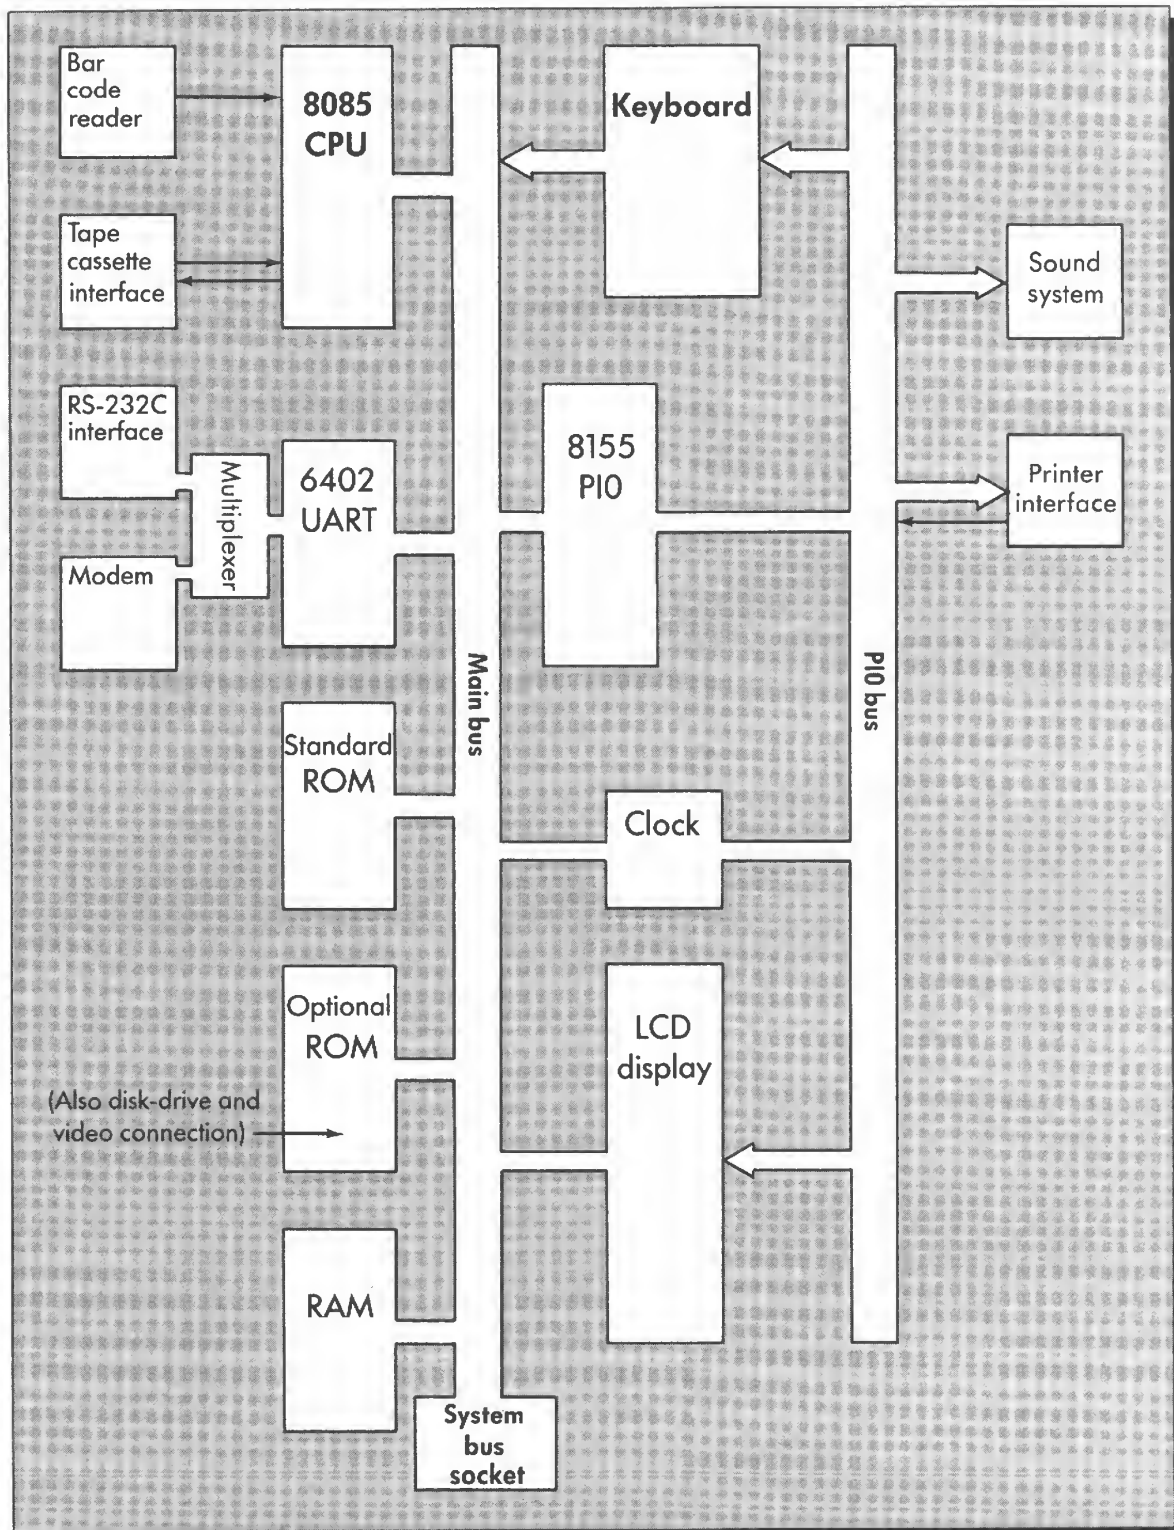 Bar
code
reader
8085
CPU
Keyboard
Tape
cassette
interface
Sound
system
RS-232C
interface
Multiplexer
6402
UART
8155
PIO
Printer
interface
Modem
Main bus
PIO bus
Standard
ROM
Clock
Optional
ROM
LCD
display
(Also disk-drive and
video connection)
RAM
System
bus
socket